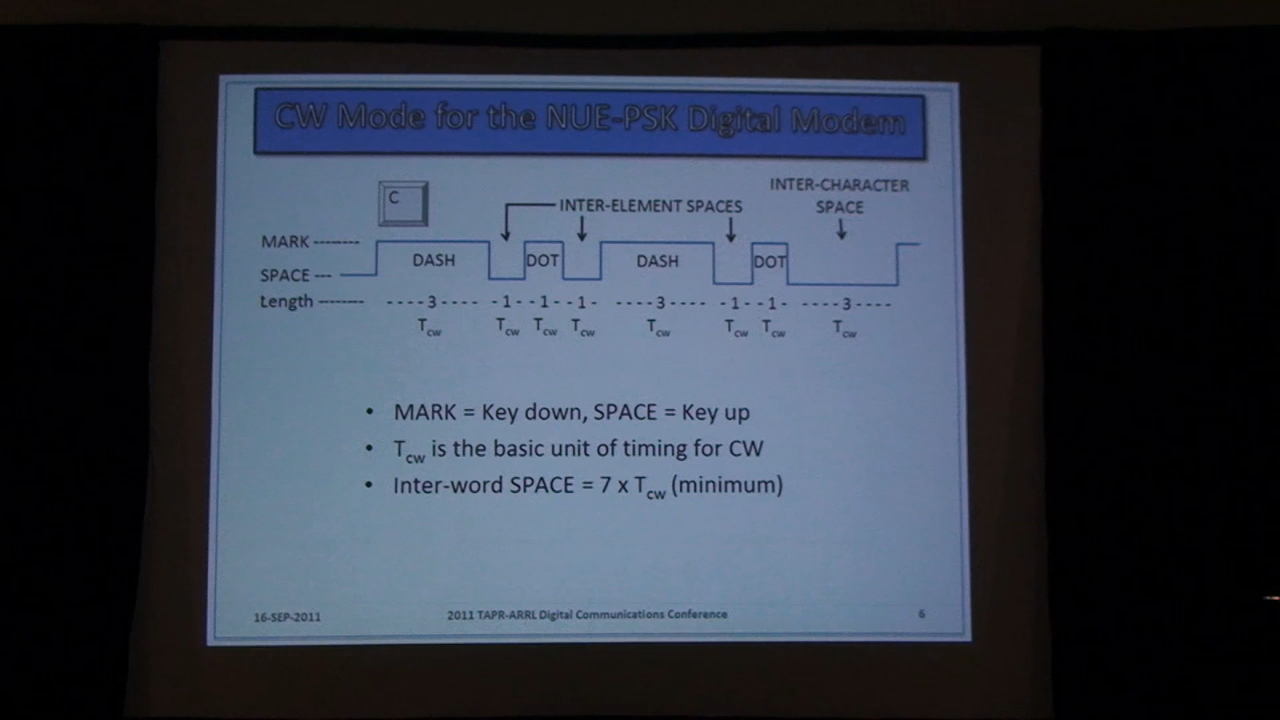 CW Mode for the NUE-PSK Digital Modem
INTER-CHARACTER
SPACE
C
INTER-ELEMENT SPACES
MARK --------
DASH DOT DASH DOT
SPACE ---
Length -------- ----3---- -1- -1- -1- ----3---- -1- -1- ----3----
Tcw Tcw Tcw Tcw Tcw Tcw Tcw Tcw
• MARK = Key down, SPACE = Key up
• Tcw is the basic unit of timing for CW
• Inter-word SPACE = 7 x Tcw (minimum)
16-SEP-2011 2011 TAPR-ARRL Digital Communications Conference 6